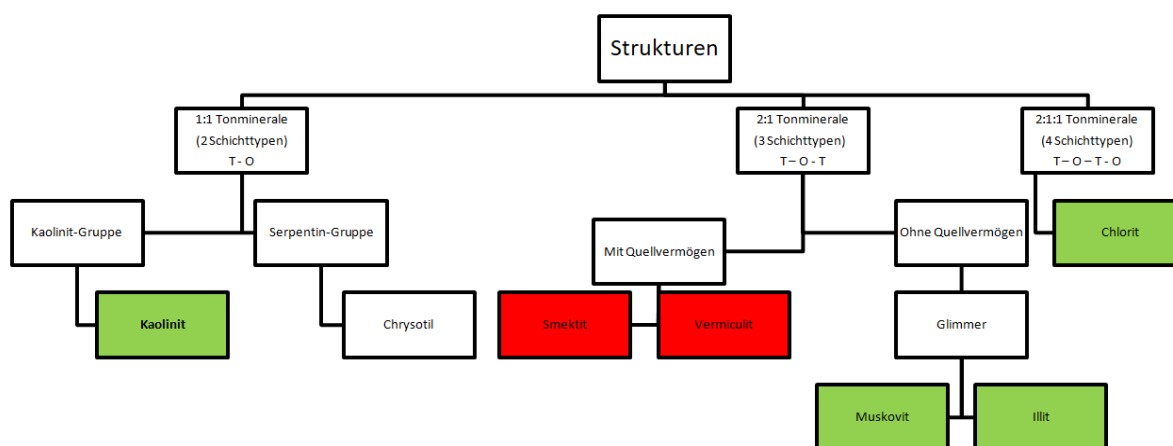 Strukturen
1:1 Tonminerale
(2 Schichttypen)
T - O
2:1 Tonminerale
(3 Schichttypen)
T – O - T
2:1:1 Tonminerale
(4 Schichttypen)
T – O – T - O
Kaolinit-Gruppe
Serpentin-Gruppe
Mit Quellvermögen
Ohne Quellvermögen
Chlorit
Kaolinit
Chrysotil
Smektit
Vermiculit
Glimmer
Muskovit
Illit